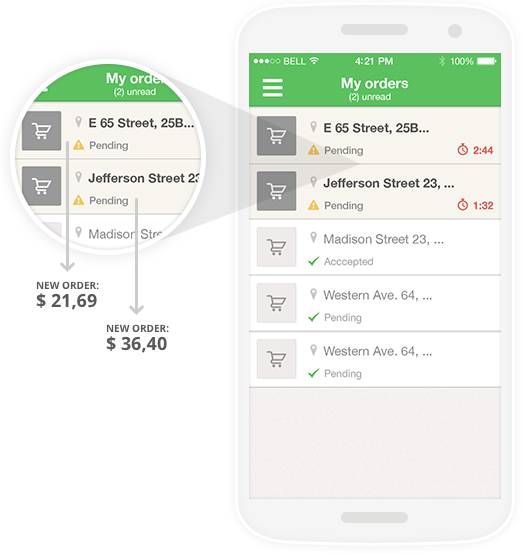 My orde
(2) unread
E 65 Street, 25B...
Pending
Jefferson Street 23
Pending
Madison Stre
NEW ORDER:
$ 21,69
NEW ORDER:
$ 36,40
BELL 4:21 PM 100%
My orders
(2) unread
E 65 Street, 25B...
Pending 2:44
Jefferson Street 23, ...
Pending 1:32
Madison Street 23, ...
Acccepted
Western Ave. 64, ...
Pending
Western Ave. 64, ...
Pending